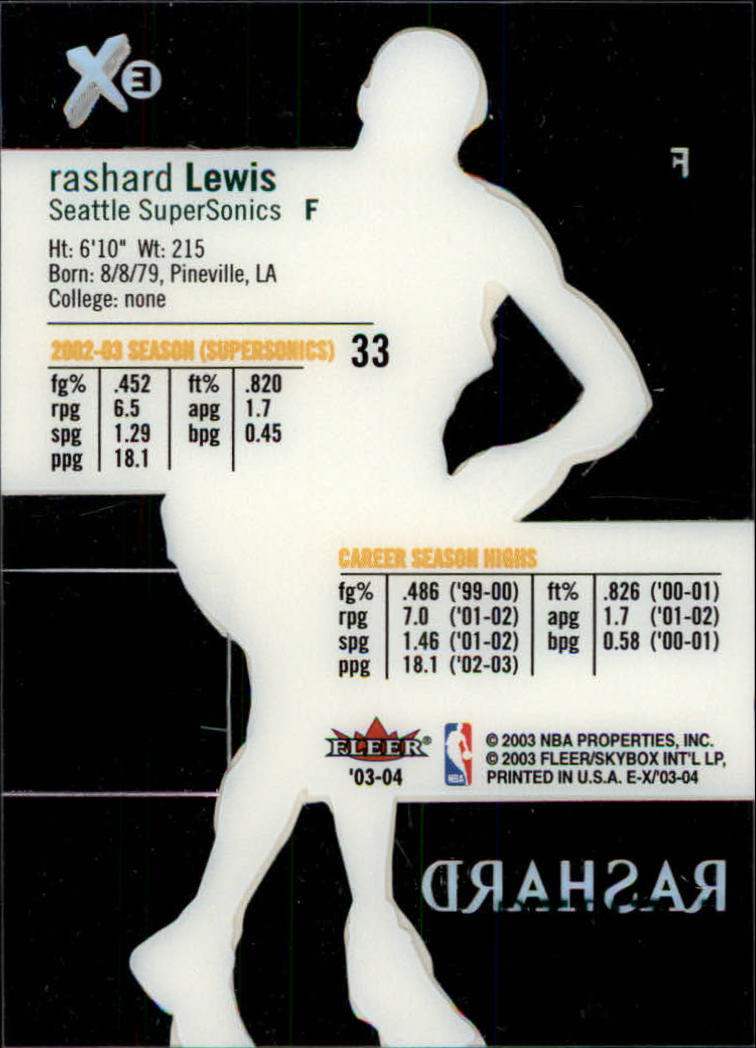 X E
F
rashard Lewis
Seattle SuperSonics F
Ht: 6'10" Wt: 215
Born: 8/8/79, Pineville, LA
College: none
2002-03 SEASON (SUPERSONICS) 33
fg% .452 ft% .820
rpg 6.5 apg 1.7
spg 1.29 bpg 0.45
ppg 18.1
CAREER SEASON HIGHS
fg% .486 ('99-00) ft% .826 ('00-01)
rpg 7.0 ('01-02) apg 1.7 ('01-02)
spg 1.46 ('01-02) bpg 0.58 ('00-01)
ppg 18.1 ('02-03)
FLEER®
'03-04
NBA
© 2003 NBA PROPERTIES, INC.
© 2003 FLEER/SKYBOX INT'L LP,
PRINTED IN U.S.A. E-X/'03-04
RASHARD